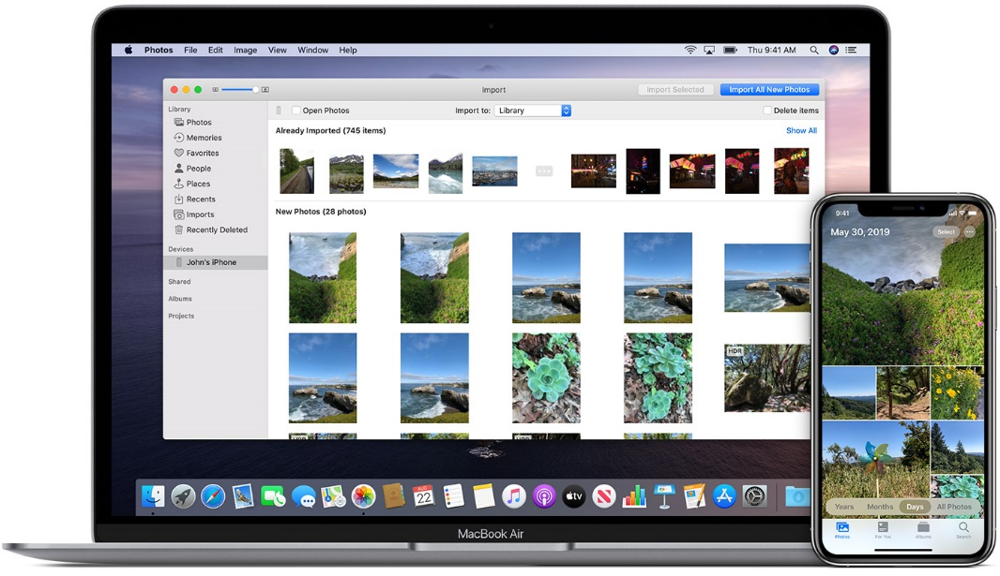 Photos File Edit Image View Window Help Thu 9:41 AM
Import Import Selected Import All New Photos
Library
Photos
Memories
Favorites
People
Places
Recents
Imports
Recently Deleted
Devices
John's iPhone
Shared
Albums
Projects
Open Photos Import to: Library Delete items
Already Imported (745 items) Show All
New Photos (28 photos)
HDR
HDR
HDR
AUG
22
tv
MacBook Air
9:41
May 30, 2019 Select
Years Months Days All Photos
Photos For You Albums Search